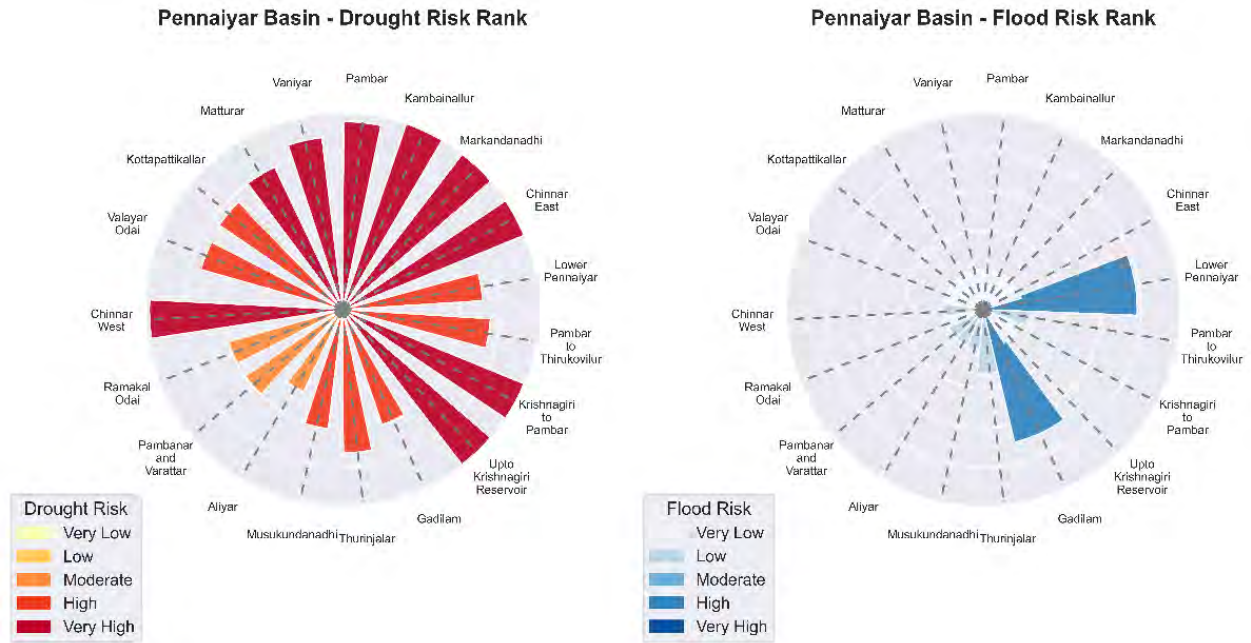 Pennaiyar Basin - Drought Risk Rank
Vaniyar
Pambar
Kambainallur
Matturar
Markandanadhi
Kottapattikallar
Chinnar
East
Valayar
Odai
Lower
Pennaiyar
Chinnar
West
Pambar
to
Thirukovilur
Ramakal
Odai
Krishnagiri
to
Pambar
Pambanar
and
Varattar
Upto
Krishnagiri
Reservoir
Aliyar
Gadilam
Musukundanadhi
Thurinjalar
Drought Risk
Very Low
Low
Moderate
High
Very High
Pennaiyar Basin - Flood Risk Rank
Vaniyar
Pambar
Kambainallur
Matturar
Markandanadhi
Kottapattikallar
Chinnar
East
Valayar
Odai
Lower
Pennaiyar
Chinnar
West
Pambar
to
Thirukovilur
Ramakal
Odai
Krishnagiri
to
Pambar
Pambanar
and
Varattar
Upto
Krishnagiri
Reservoir
Aliyar
Gadilam
Musukundanadhi
Thurinjalar
Flood Risk
Very Low
Low
Moderate
High
Very High